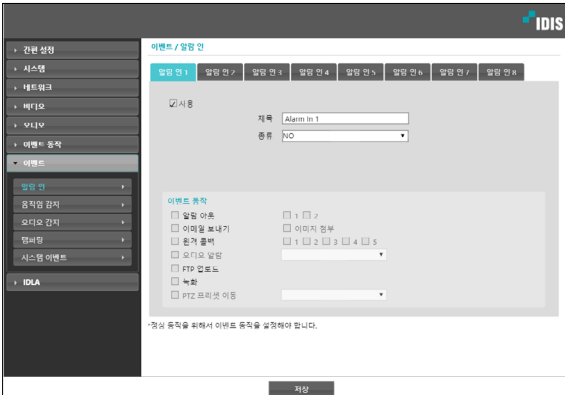 IDIS
간편 설정
시스템
네트워크
비디오
오디오
이벤트 동작
이벤트
알람 인
움직임 감지
오디오 감지
탬퍼링
시스템 이벤트
IDLA
이벤트 / 알람 인
알람 인 1 알람 인 2 알람 인 3 알람 인 4 알람 인 5 알람 인 6 알람 인 7 알람 인 8
사용
제목 Alarm In 1
종류 NO
이벤트 동작
알람 아웃 1 2
이메일 보내기 이미지 첨부
원격 콜백 1 2 3 4 5
오디오 알람
FTP 업로드
녹화
PTZ 프리셋 이동
*정상 동작을 위해서 이벤트 동작을 설정해야 합니다.
저장